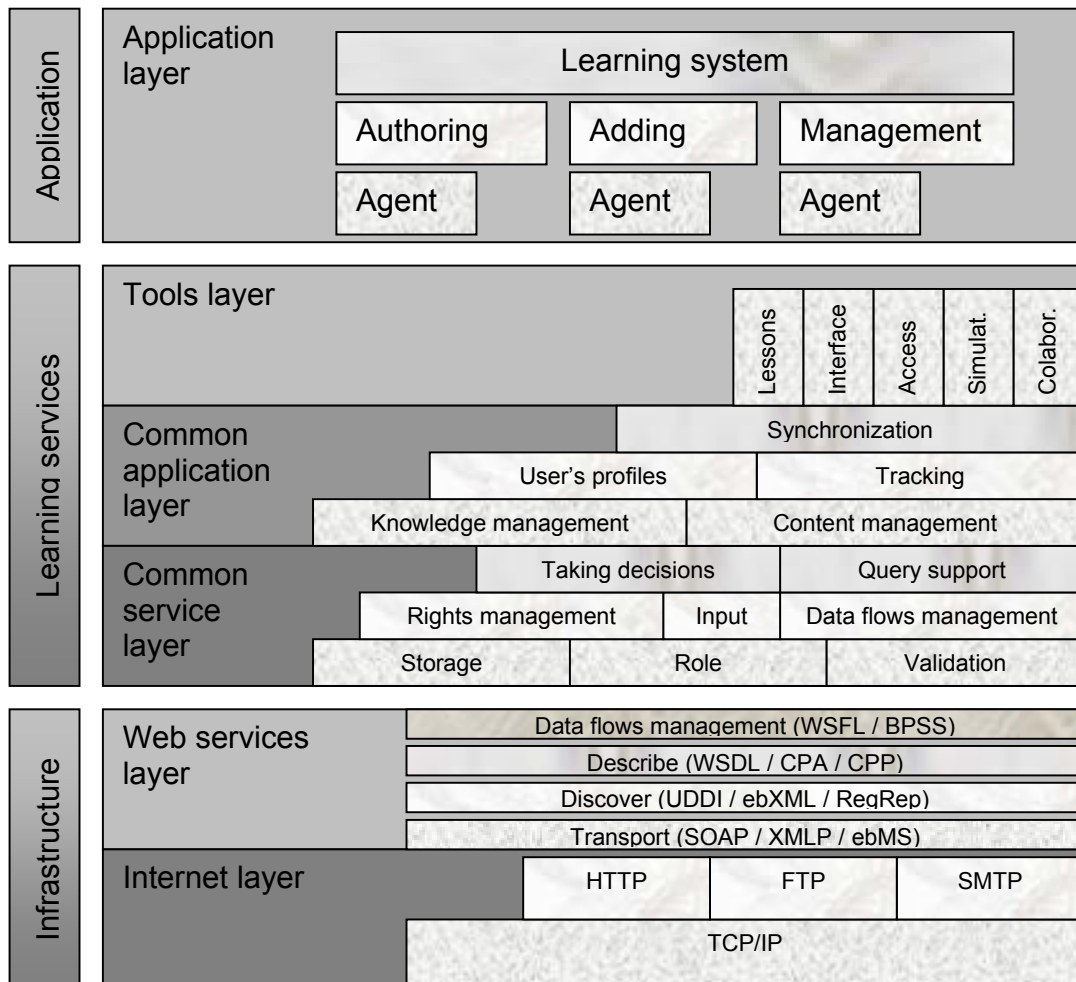 Application
Application
layer
Learning system
Authoring
Adding
Management
Agent
Agent
Agent
Learning services
Tools layer
Lessons
Interface
Access
Simulat.
Colabor.
Common
application
layer
Synchronization
User's profiles
Tracking
Knowledge management
Content management
Common
service
layer
Taking decisions
Query support
Rights management
Input
Data flows management
Storage
Role
Validation
Infrastructure
Web services
layer
Data flows management (WSFL / BPSS)
Describe (WSDL / CPA / CPP)
Discover (UDDI / ebXML / RegRep)
Transport (SOAP / XMLP / ebMS)
Internet layer
HTTP
FTP
SMTP
TCP/IP